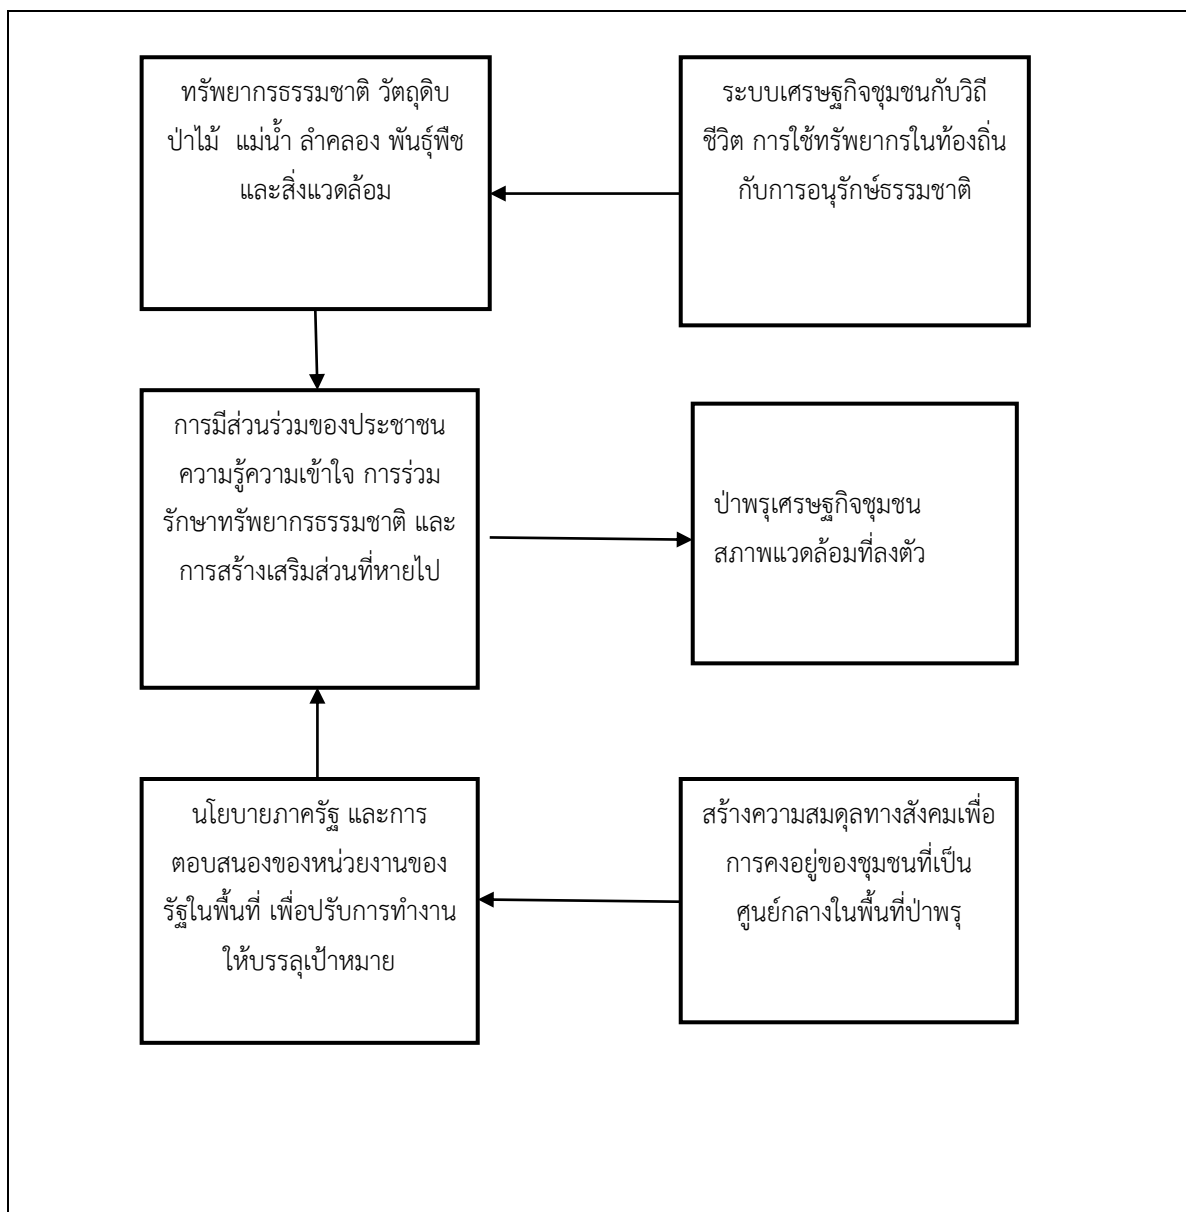 ทรัพยากรธรรมชาติ วัตถุดิบ
ป่าไม้  แม่น้ำ ลำคลอง พันธุ์พืช
และสิ่งแวดล้อม
ระบบเศรษฐกิจชุมชนกับวิถี
ชีวิต การใช้ทรัพยากรในท้องถิ่น
กับการอนุรักษ์ธรรมชาติ
การมีส่วนร่วมของประชาชน
ความรู้ความเข้าใจ การร่วม
รักษาทรัพยากรธรรมชาติ และ
การสร้างเสริมส่วนที่หายไป
ป่าพรุเศรษฐกิจชุมชน
สภาพแวดล้อมที่ลงตัว
นโยบายภาครัฐ และการ
ตอบสนองของหน่วยงานของ
รัฐในพื้นที่ เพื่อปรับการทำงาน
ให้บรรลุเป้าหมาย
สร้างความสมดุลทางสังคมเพื่อ
การคงอยู่ของชุมชนที่เป็น
ศูนย์กลางในพื้นที่ป่าพรุ